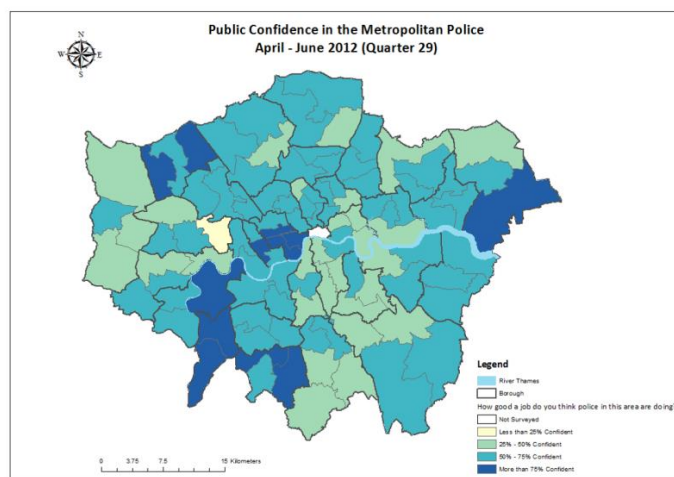 Public Confidence in the Metropolitan Police
April - June 2012 (Quarter 29)
N
W
E
S
Legend
River Thames
Borough
How good a job do you think police in this area are doing?
Not Surveyed
Less than 25% Confident
25% - 50% Confident
50% - 75% Confident
More than 75% Confident
0 3.75 7.5 15 Kilometers